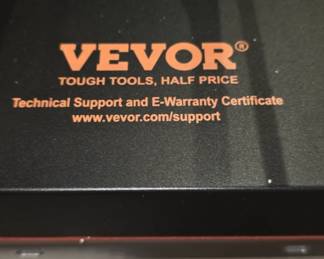 VEVOR®
TOUGH TOOLS, HALF PRICE
Technical Support and E-Warranty Certificate
www.vevor.com/support